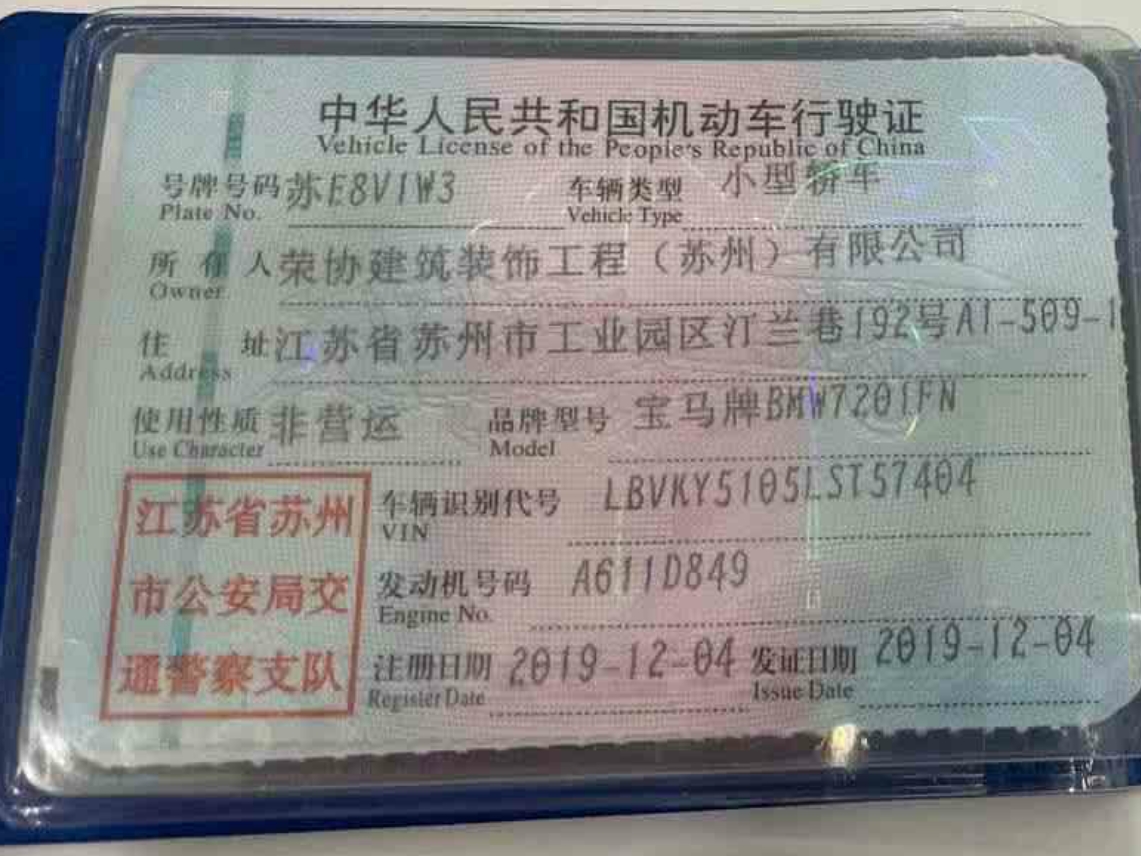 中华人民共和国机动车行驶证
Vehicle License of the People's Republic of China
号牌号码 苏E8V1W3 车辆类型 小型轿车
Plate No. Vehicle Type
所有人 荣协建筑装饰工程（苏州）有限公司
Owner
住址 江苏省苏州市工业园区汀兰巷192号A1-509-1
Address
使用性质 非营运 品牌型号 宝马牌BMW7201FN
Use Character Model
江苏省苏州 车辆识别代号 LBVKY5105LST57404
VIN
市公安局交 发动机号码 A611D849
Engine No.
通警察支队 注册日期 2019-12-04 发证日期 2019-12-04
Register Date Issue Date